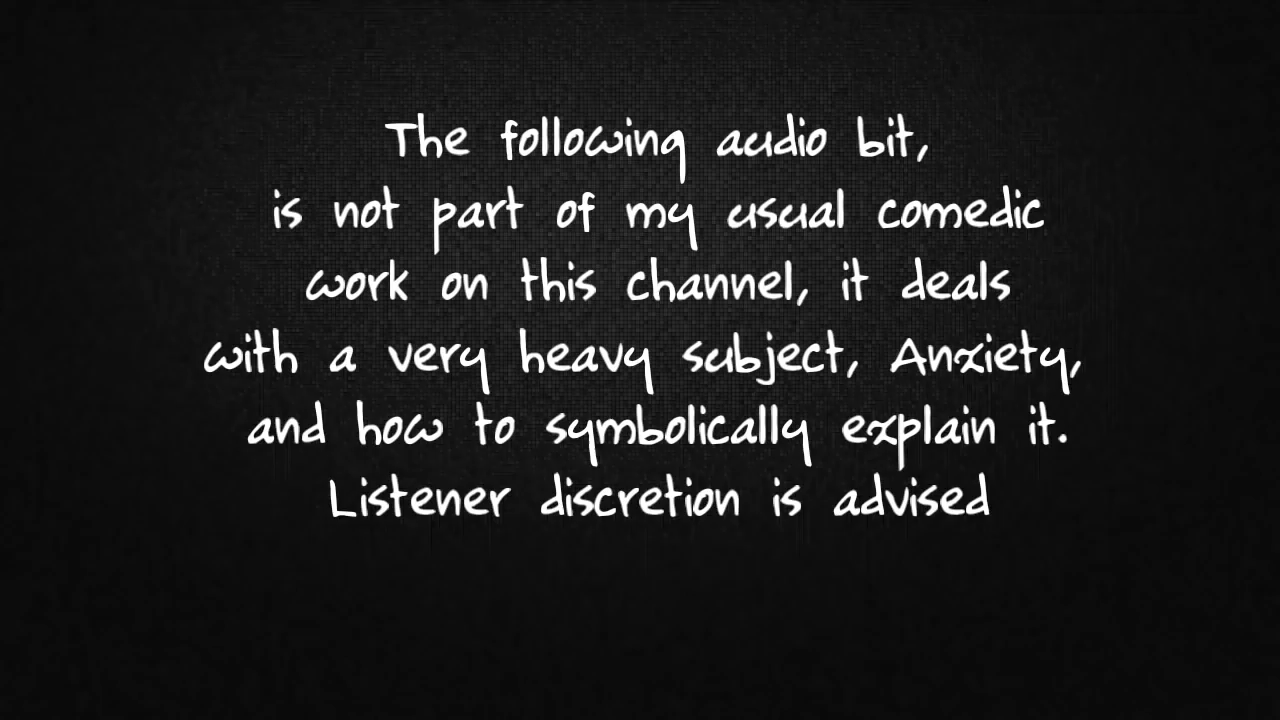 The following audio bit,
is not part of my usual comedic
work on this channel, it deals
with a very heavy subject, Anxiety,
and how to symbolically explain it.
Listener discretion is advised